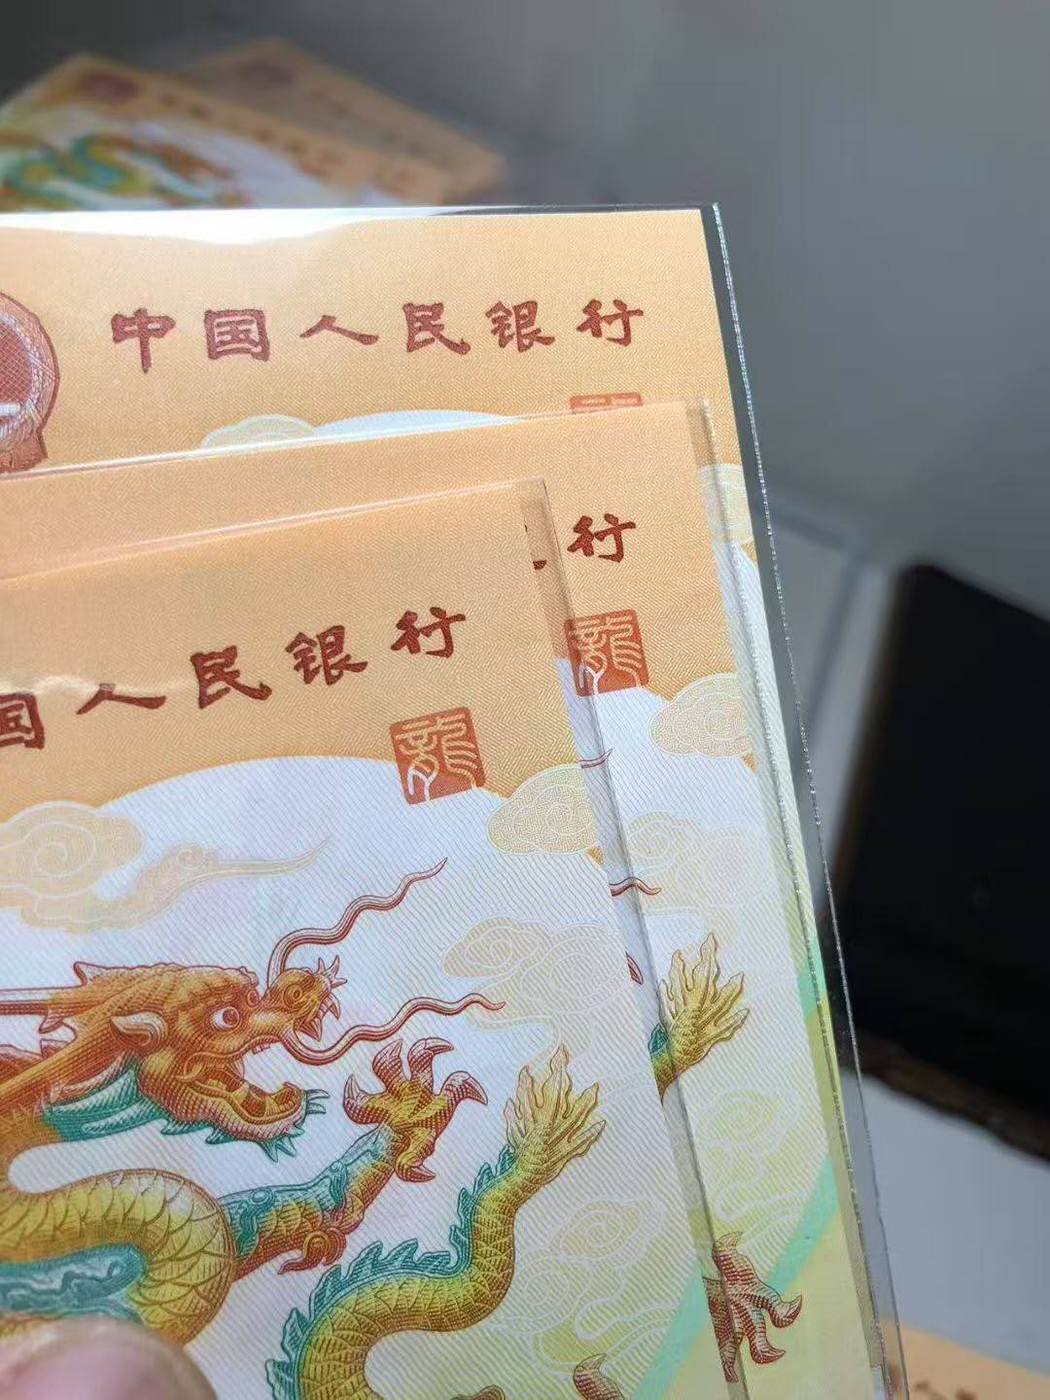 中国人民银行
行
龍
国人民银行
龍